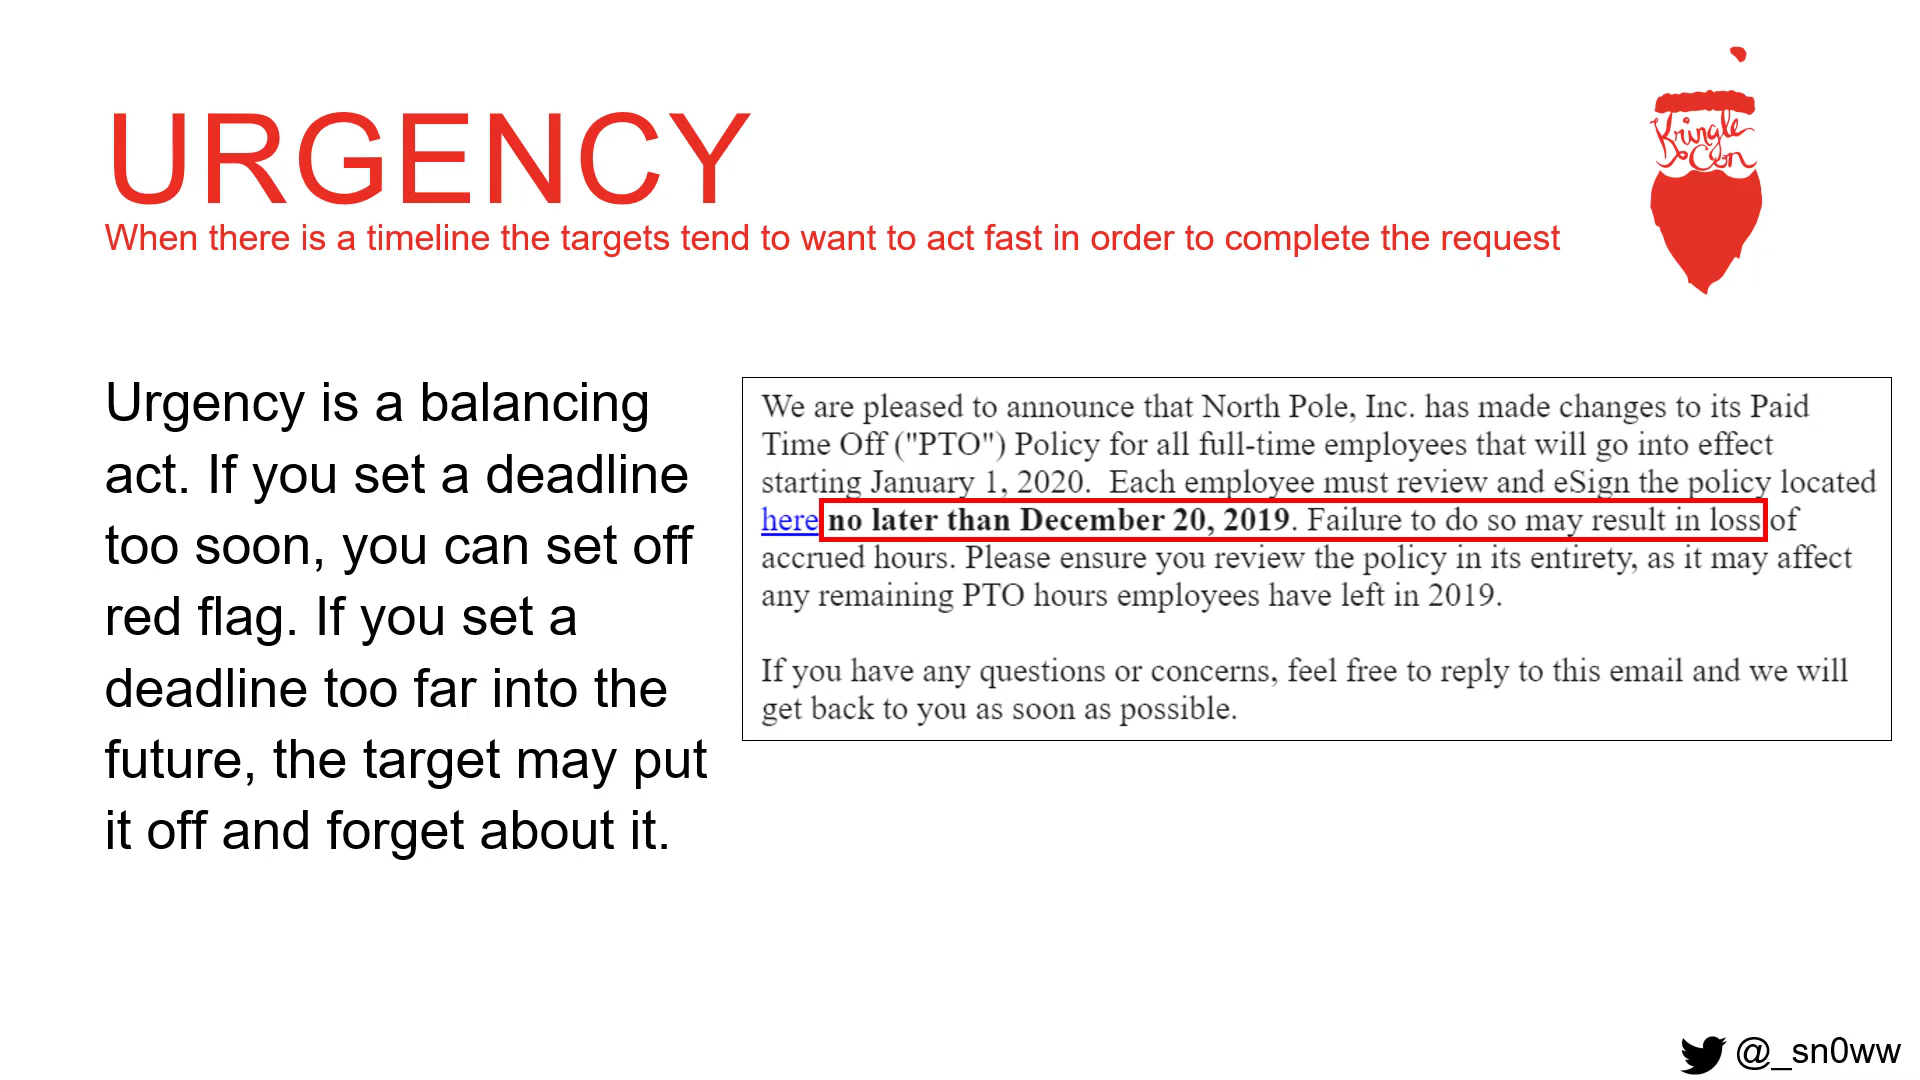 URGENCY
When there is a timeline the targets tend to want to act fast in order to complete the request
Kringle
Con
Urgency is a balancing
act. If you set a deadline
too soon, you can set off
red flag. If you set a
deadline too far into the
future, the target may put
it off and forget about it.
We are pleased to announce that North Pole, Inc. has made changes to its Paid
Time Off ("PTO") Policy for all full-time employees that will go into effect
starting January 1, 2020.  Each employee must review and eSign the policy located
here no later than December 20, 2019. Failure to do so may result in loss of
accrued hours. Please ensure you review the policy in its entirety, as it may affect
any remaining PTO hours employees have left in 2019.
If you have any questions or concerns, feel free to reply to this email and we will
get back to you as soon as possible.
@_sn0ww